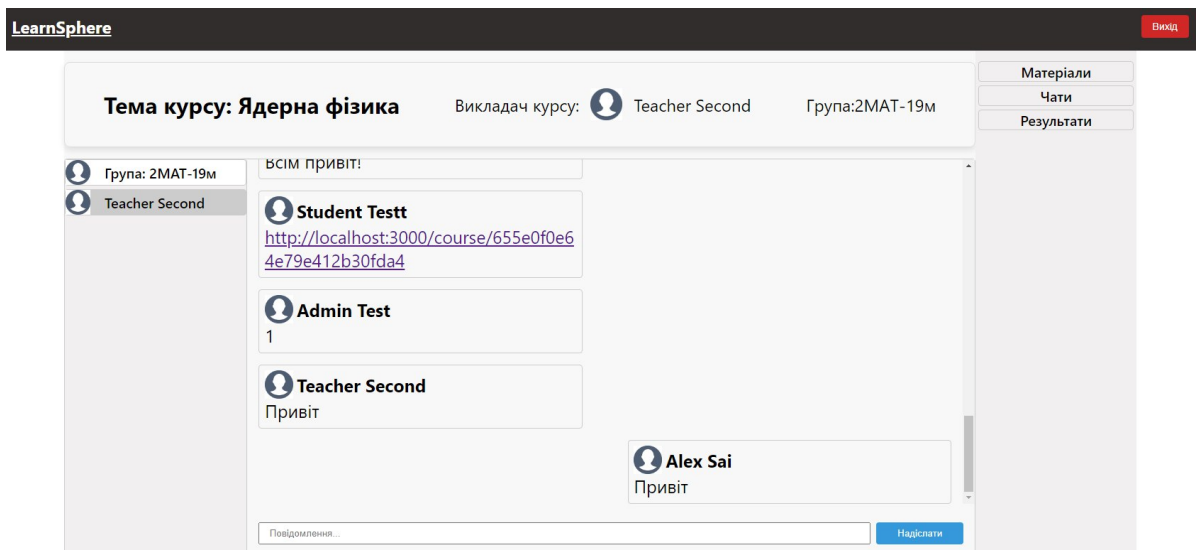 LearnSphere
Вихід
Тема курсу: Ядерна фізика
Викладач курсу:
Teacher Second
Група:2МАТ-19м
Матеріали
Чати
Результати
Група: 2МАТ-19м
Teacher Second
Всім привіт!
Student Testt
http://localhost:3000/course/655e0f0e6
4e79e412b30fda4
Admin Test
1
Teacher Second
Привіт
Alex Sai
Привіт
Повідомлення...
Надіслати